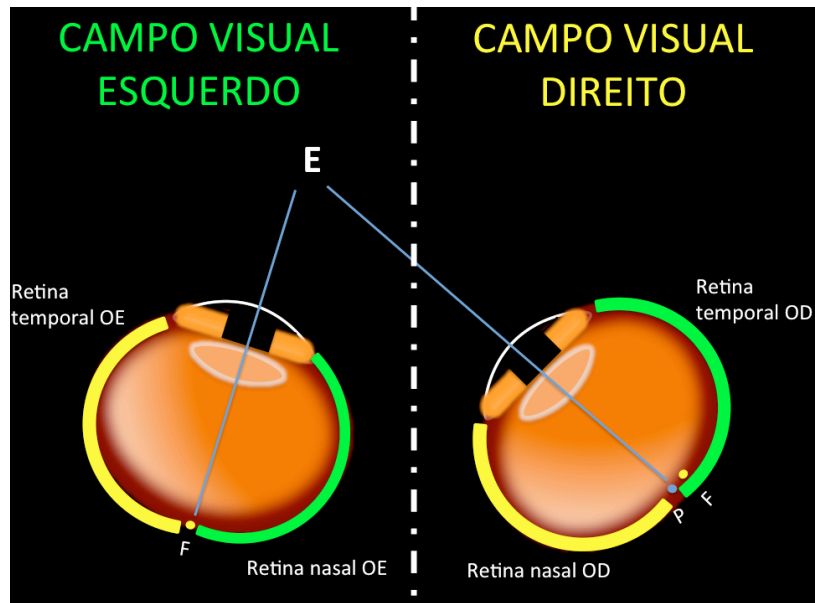 CAMPO VISUAL
ESQUERDO
CAMPO VISUAL
DIREITO
E
Retina
temporal OE
Retina
temporal OD
F
P
F
Retina nasal OE
Retina nasal OD